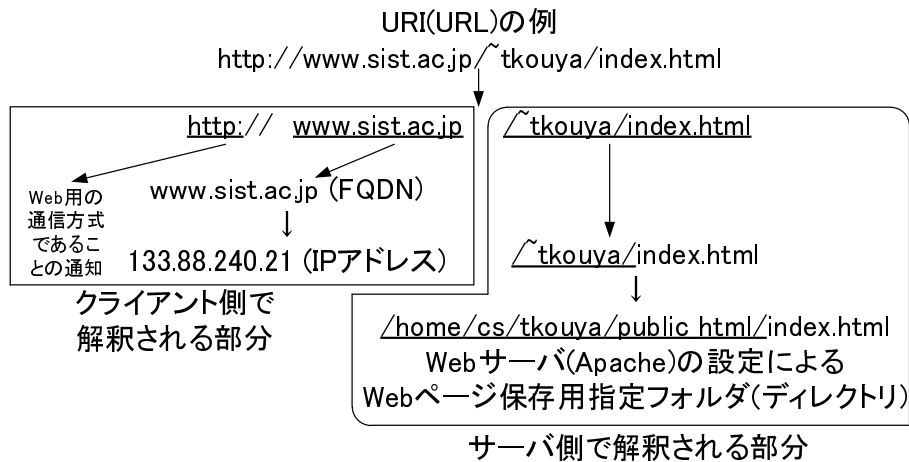 URI(URL)の例
http://www.sist.ac.jp/~tkouya/index.html
http:// www.sist.ac.jp
Web用の
通信方式
であるこ
との通知
www.sist.ac.jp (FQDN)
↓
133.88.240.21 (IPアドレス)
クライアント側で
解釈される部分
/~tkouya/index.html
/~tkouya/index.html
↓
/home/cs/tkouya/public_html/index.html
Webサーバ(Apache)の設定による
Webページ保存用指定フォルダ(ディレクトリ)
サーバ側で解釈される部分